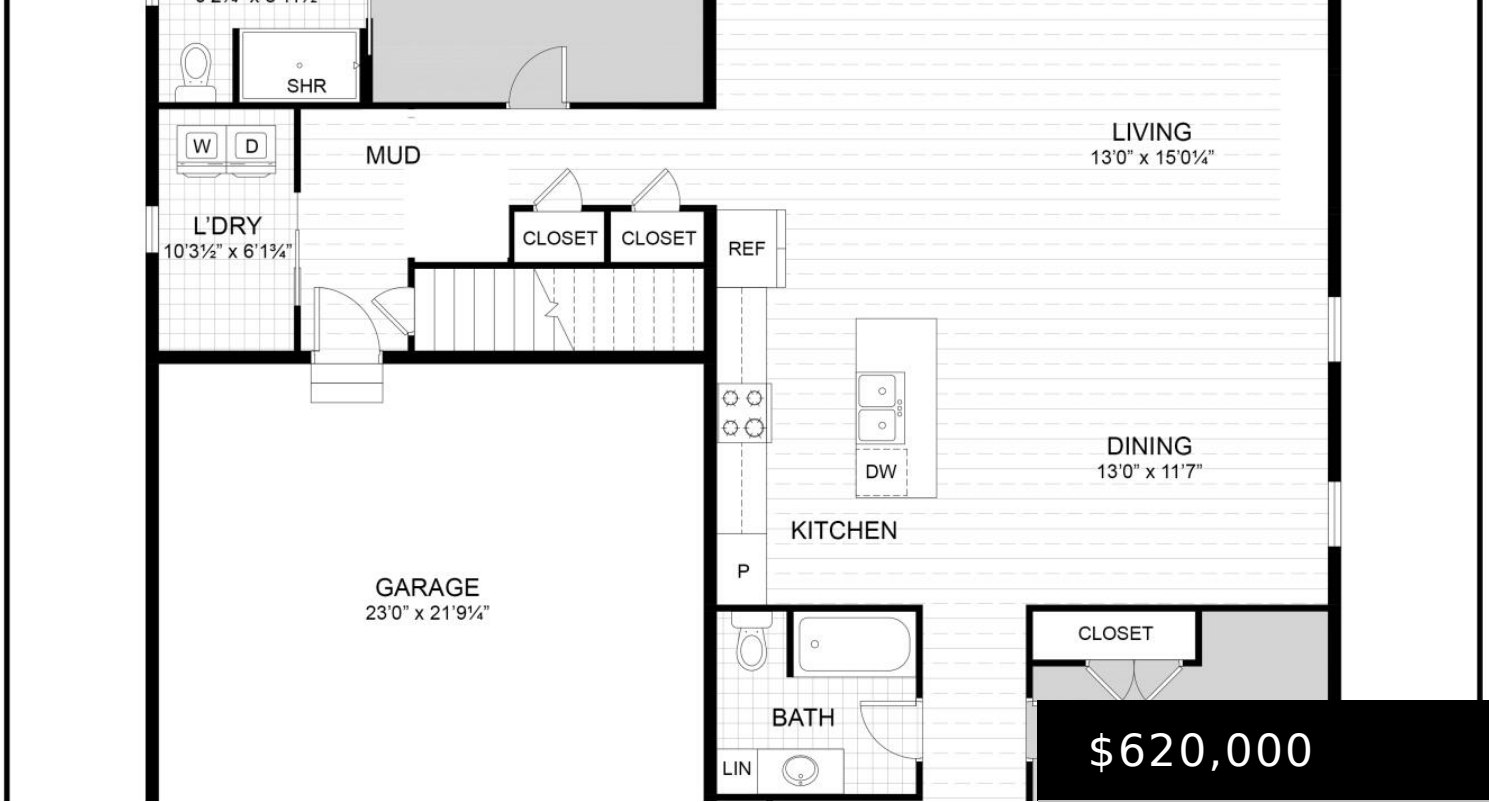 SHR
W D
MUD
LIVING
13'0" x 15'0¼"
L'DRY
10'3½" x 6'1¾"
CLOSET CLOSET
REF
DW
DINING
13'0" x 11'7"
KITCHEN
P
GARAGE
23'0" x 21'9¼"
CLOSET
BATH
LIN
$620,000